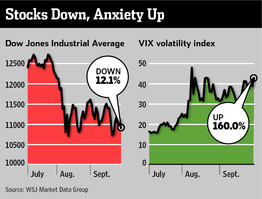 Stocks Down, Anxiety Up
Dow Jones Industrial Average
12500
12000
11500
11000
10500
10000
DOWN
12.1%
July Aug. Sept.
VIX volatility index
50
40
30
20
10
0
UP
160.0%
July Aug. Sept.
Source: WSJ Market Data Group